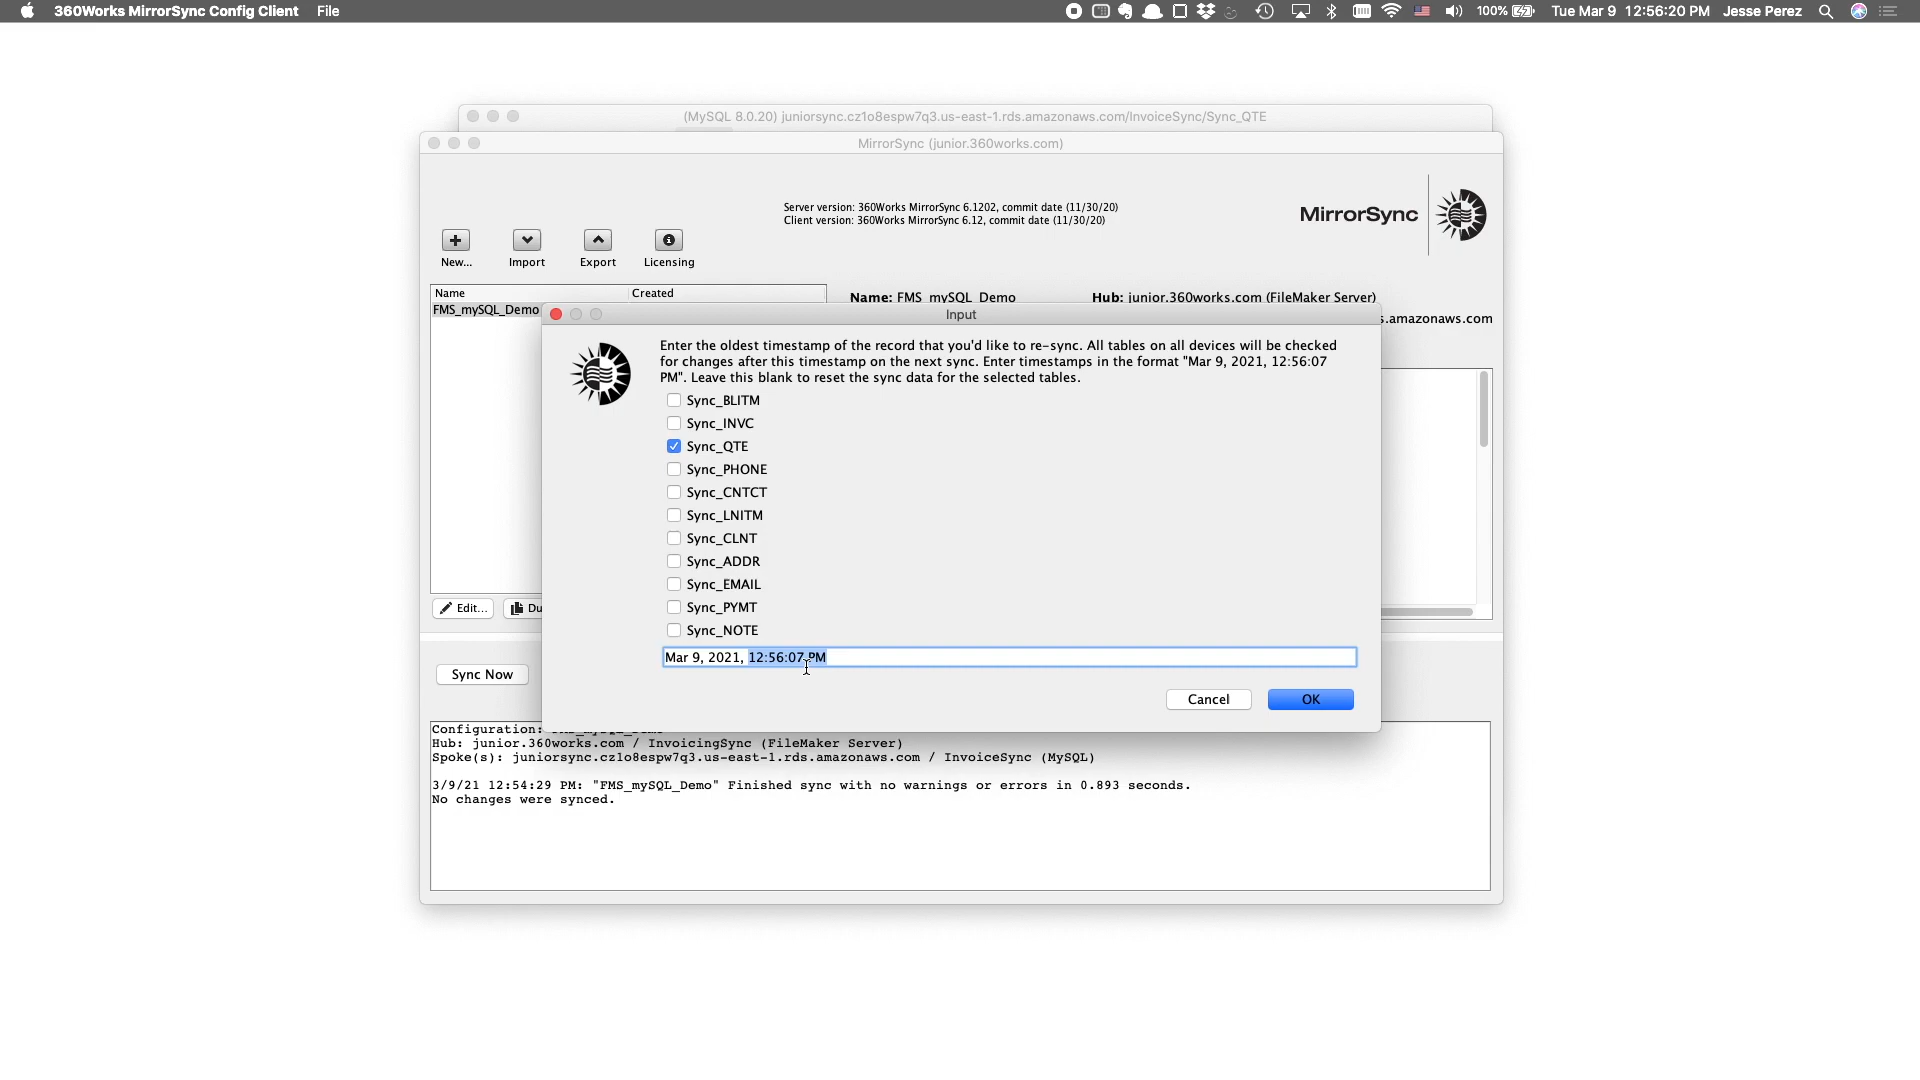 360Works MirrorSync Config Client File 100% Tue Mar 9 12:56:20 PM Jesse Perez
(MySQL 8.0.20) juniorsync.cz1o8espw7q3.us-east-1.rds.amazonaws.com/InvoiceSync/Sync_QTE
MirrorSync (junior.360works.com)
Server version: 360Works MirrorSync 6.1202, commit date (11/30/20)
Client version: 360Works MirrorSync 6.12, commit date (11/30/20)
MirrorSync
New... Import Export Licensing
Name Created
Name: FMS_mySQL_Demo Hub: junior.360works.com (FileMaker Server)
FMS_mySQL_Demo
s.amazonaws.com
Input
Enter the oldest timestamp of the record that you'd like to re-sync. All tables on all devices will be checked
for changes after this timestamp on the next sync. Enter timestamps in the format "Mar 9, 2021, 12:56:07
PM". Leave this blank to reset the sync data for the selected tables.
Sync_BLITM
Sync_INVC
Sync_QTE
Sync_PHONE
Sync_CNTCT
Sync_LNITM
Sync_CLNT
Sync_ADDR
Sync_EMAIL
Sync_PYMT
Sync_NOTE
Mar 9, 2021, 12:56:07 PM
Cancel OK
Edit... Du
Sync Now
Configuration:
Hub: junior.360works.com / InvoicingSync (FileMaker Server)
Spoke(s): juniorsync.cz1o8espw7q3.us-east-1.rds.amazonaws.com / InvoiceSync (MySQL)
3/9/21 12:54:29 PM: "FMS_mySQL_Demo" Finished sync with no warnings or errors in 0.893 seconds.
No changes were synced.